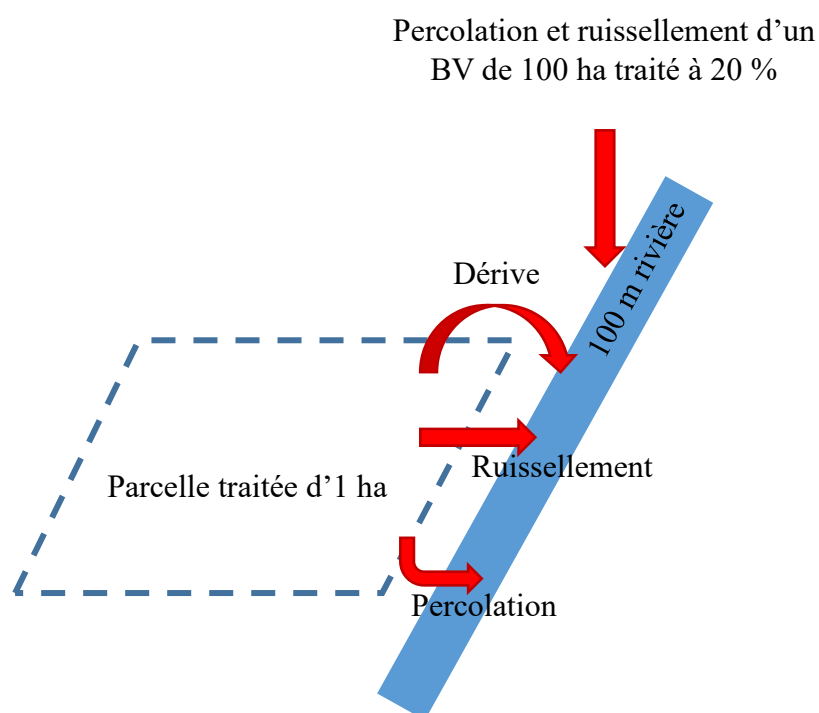 Percolation et ruissellement d’un
BV de 100 ha traité à 20 %
100 m rivière
Dérive
Ruissellement
Parcelle traitée d’1 ha
Percolation